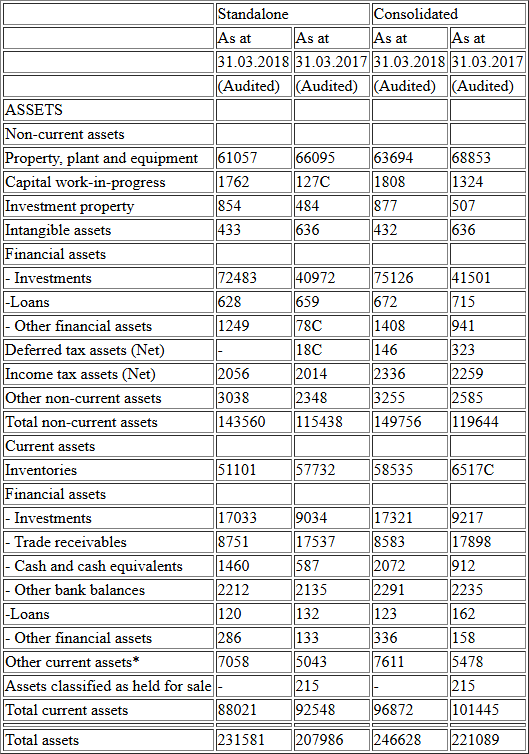 Standalone Consolidated
As at As at As at As at
31.03.2018 31.03.2017 31.03.2018 31.03.2017
(Audited) (Audited) (Audited) (Audited)
ASSETS
Non-current assets
Property, plant and equipment 61057 66095 63694 68853
Capital work-in-progress 1762 127C 1808 1324
Investment property 854 484 877 507
Intangible assets 433 636 432 636
Financial assets
- Investments 72483 40972 75126 41501
-Loans 628 659 672 715
- Other financial assets 1249 78C 1408 941
Deferred tax assets (Net) - 18C 146 323
Income tax assets (Net) 2056 2014 2336 2259
Other non-current assets 3038 2348 3255 2585
Total non-current assets 143560 115438 149756 119644
Current assets
Inventories 51101 57732 58535 6517C
Financial assets
- Investments 17033 9034 17321 9217
- Trade receivables 8751 17537 8583 17898
- Cash and cash equivalents 1460 587 2072 912
- Other bank balances 2212 2135 2291 2235
-Loans 120 132 123 162
- Other financial assets 286 133 336 158
Other current assets* 7058 5043 7611 5478
Assets classified as held for sale - 215 - 215
Total current assets 88021 92548 96872 101445
Total assets 231581 207986 246628 221089